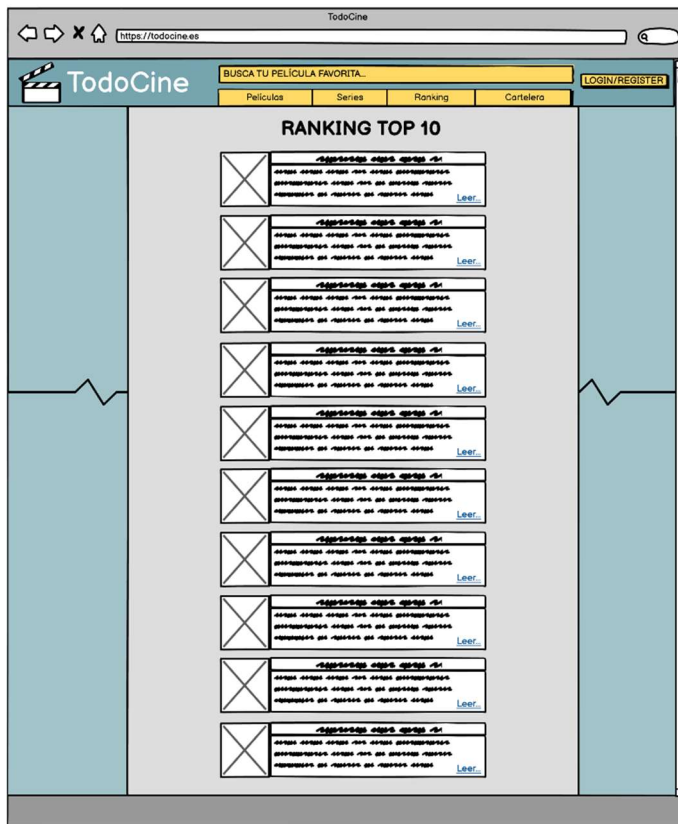 TodoCine
https://todocine.es
TodoCine
BUSCA TU PELÍCULA FAVORITA...
LOGIN/REGISTER
Películas
Series
Ranking
Cartelera
RANKING TOP 10
Leer...
Leer...
Leer...
Leer...
Leer...
Leer...
Leer...
Leer...
Leer...
Leer...